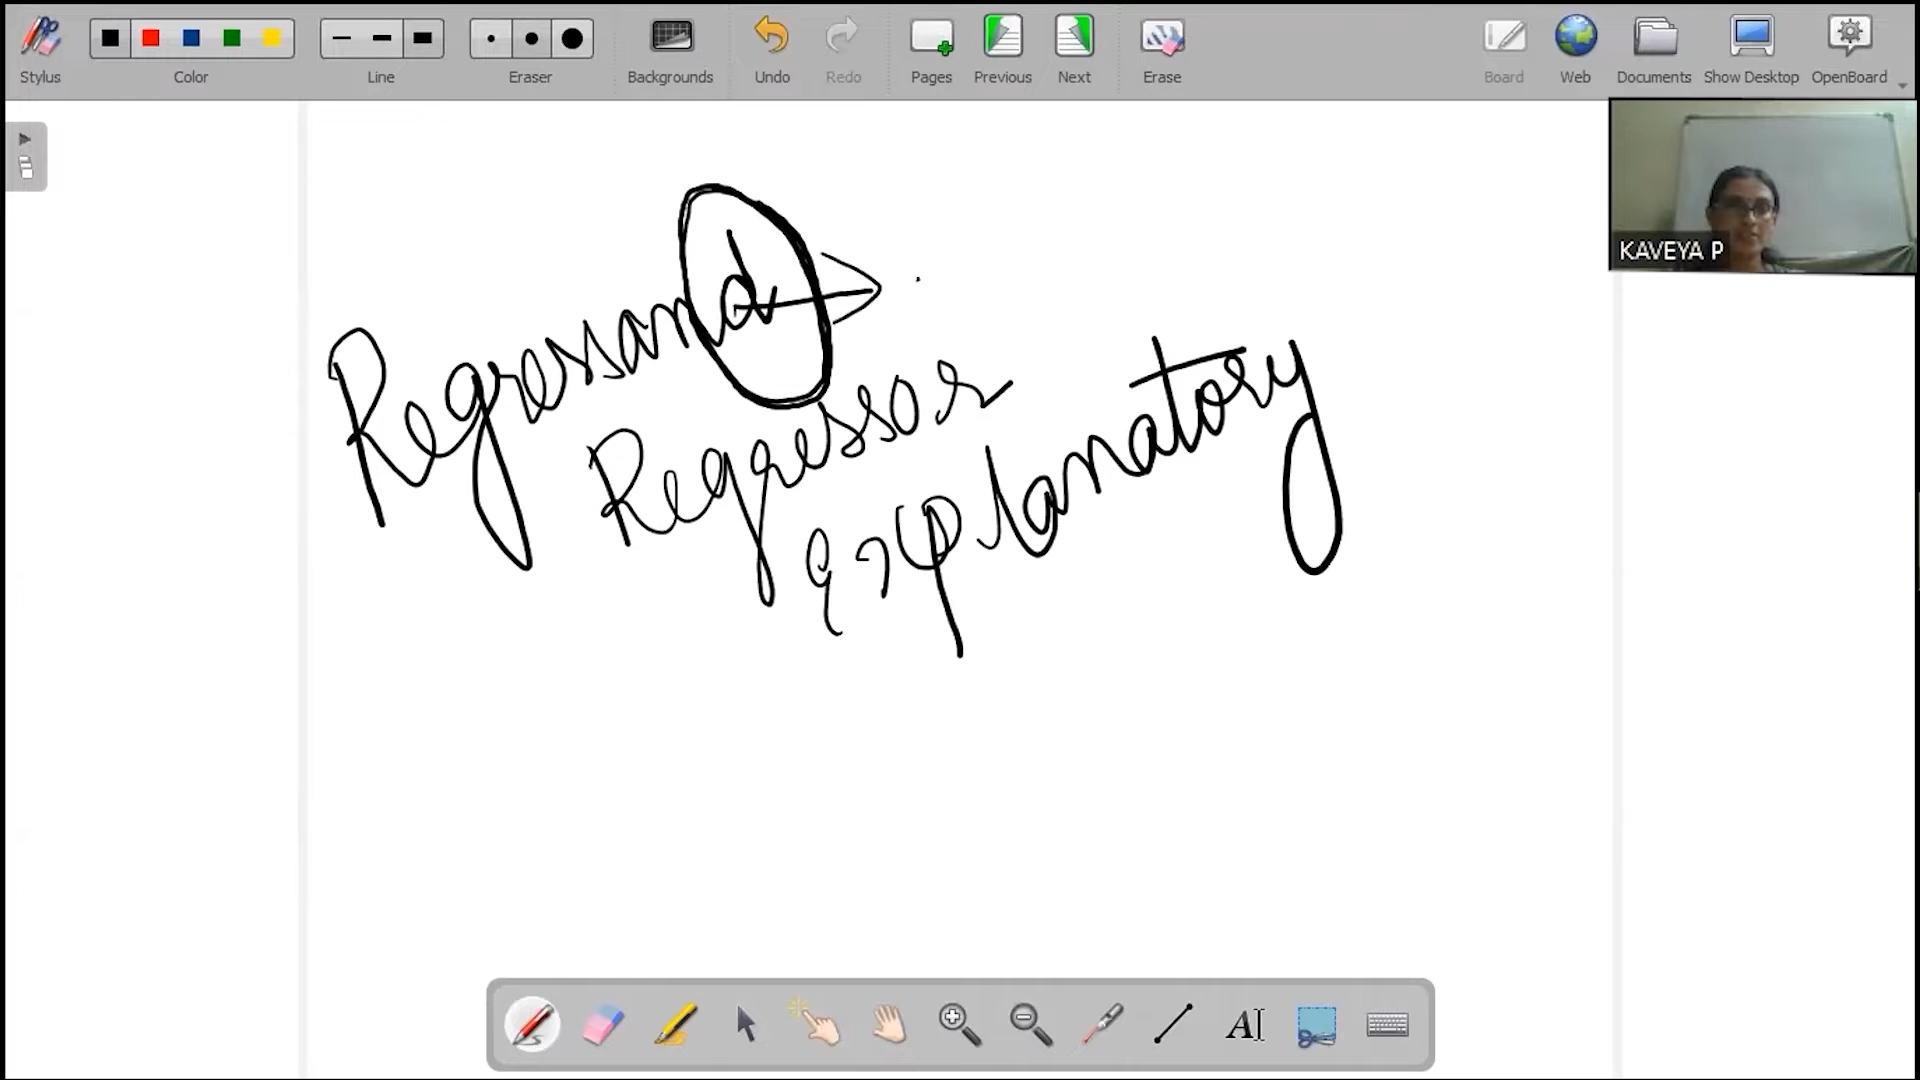 Stylus Color Line Eraser Backgrounds Undo Redo Pages Previous Next Erase Board Web Documents Show Desktop OpenBoard
KAVEYA P
Regressand
Regressor
explanatory
AI